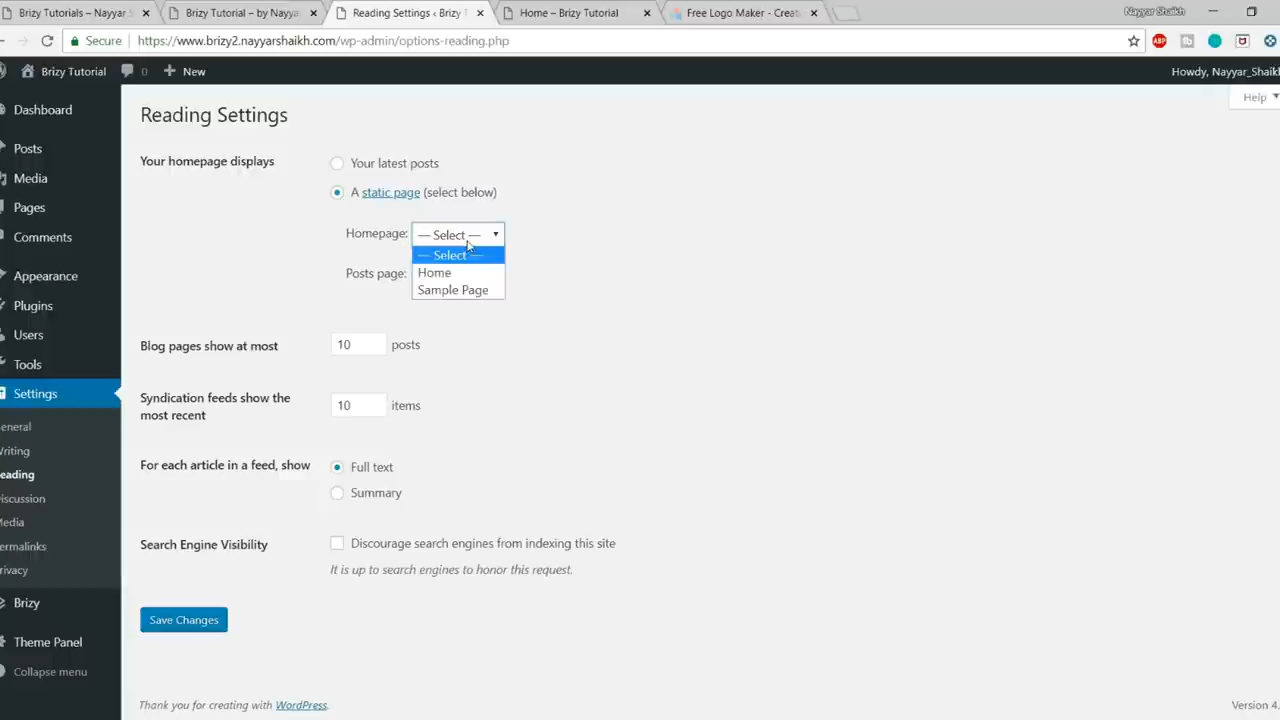 Brizy Tutorials – Nayyar S
Brizy Tutorial – by Nayya
Reading Settings ‹ Brizy
Home – Brizy Tutorial
Free Logo Maker - Create
Nayyar Shaikh
Secure https://www.brizy2.nayyarshaikh.com/wp-admin/options-reading.php
ABP
Brizy Tutorial 0 New
Howdy, Nayyar_Shaik
Help
Dashboard
Posts
Media
Pages
Comments
Appearance
Plugins
Users
Tools
Settings
eneral
Vriting
eading
iscussion
Media
ermalinks
rivacy
Brizy
Theme Panel
Collapse menu
Reading Settings
Your homepage displays
Your latest posts
A static page (select below)
Homepage: — Select —
— Select —
Home
Sample Page
Posts page:
Blog pages show at most 10 posts
Syndication feeds show the
most recent
10 items
For each article in a feed, show
Full text
Summary
Search Engine Visibility
Discourage search engines from indexing this site
It is up to search engines to honor this request.
Save Changes
Thank you for creating with WordPress.
Version 4.